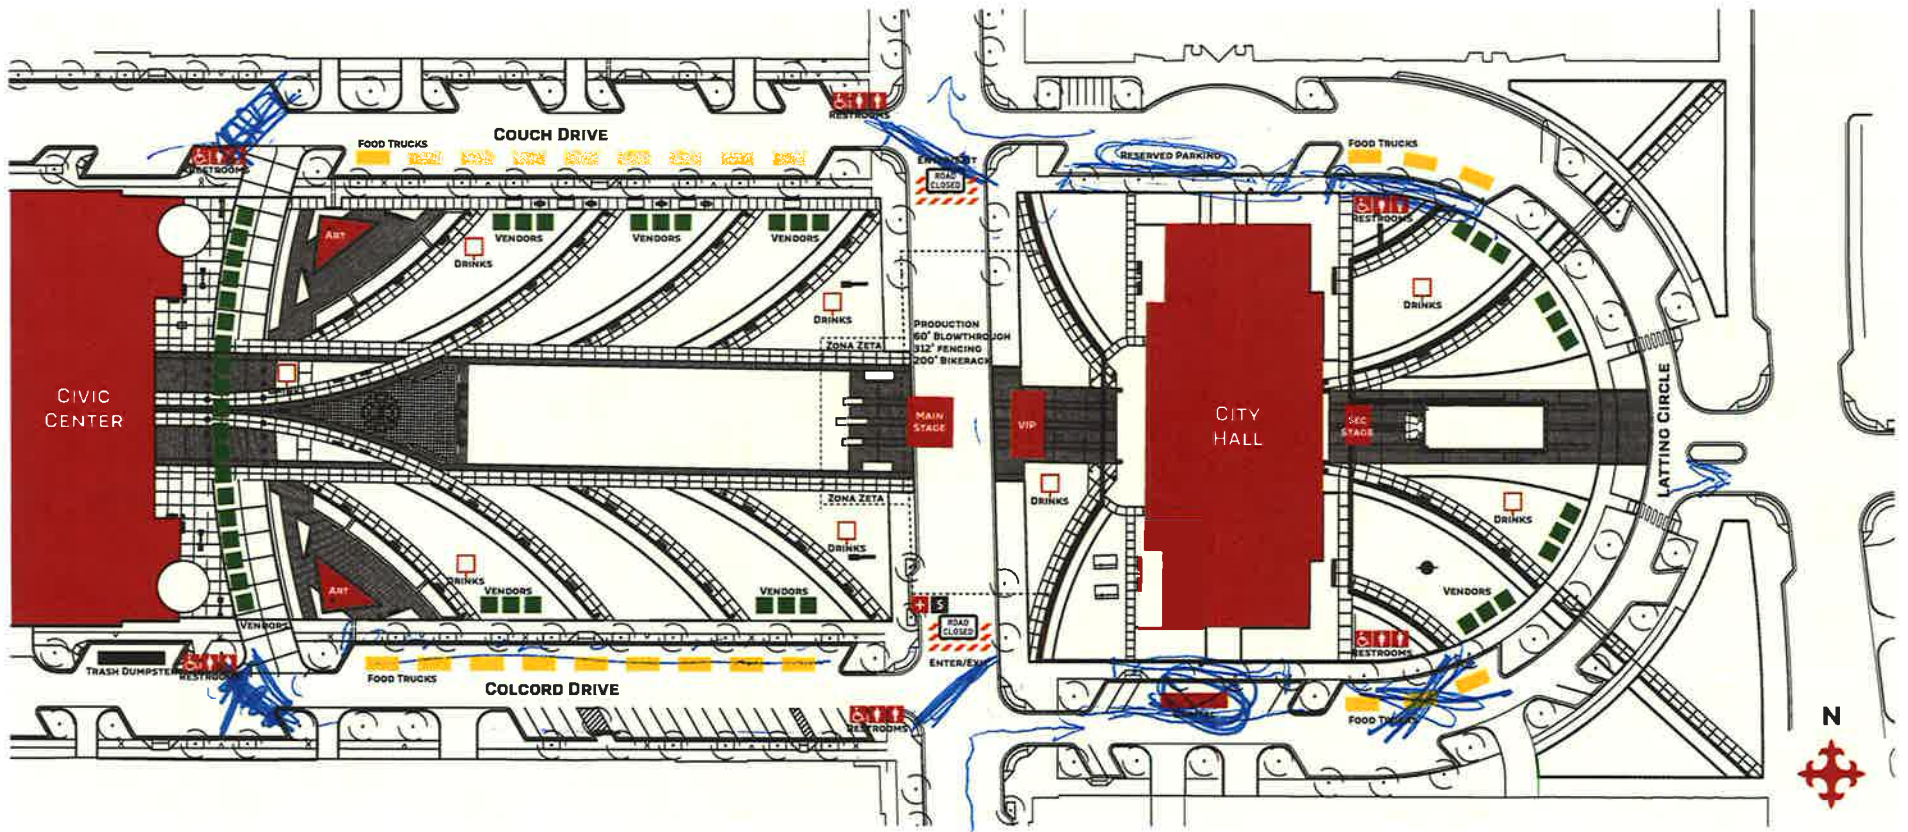 RESTROOMS
COUCH DRIVE
FOOD TRUCKS
FOOD TRUCKS
RESERVED PARKING
RESTROOMS
ROAD
CLOSED
RESTROOMS
ART
VENDORS
VENDORS
VENDORS
DRINKS
DRINKS
DRINKS
PRODUCTION
60' BLOWTHROUGH
312' FENCING
200' BIKERACK
ZONA ZETA
CIVIC
CENTER
MAIN
STAGE
VIP
CITY
HALL
SEC
STAGE
LATTING CIRCLE
ZONA ZETA
DRINKS
DRINKS
DRINKS
DRINKS
ART
VENDORS
VENDORS
VENDORS
VENDORS
S
ROAD
CLOSED
ENTER/EXIT
RESTROOMS
TRASH DUMPSTER
RESTROOMS
FOOD TRUCKS
COLCORD DRIVE
RESTROOMS
FOOD TRUCKS
N